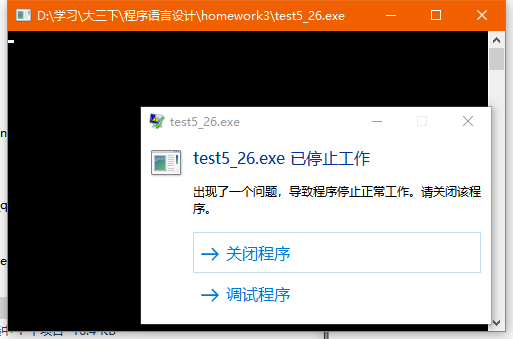 D:\学习\大三下\程序语言设计\homework3\test5_26.exe
test5_26.exe
test5_26.exe 已停止工作
出现了一个问题，导致程序停止正常工作。请关闭该程
序。
→ 关闭程序
→ 调试程序